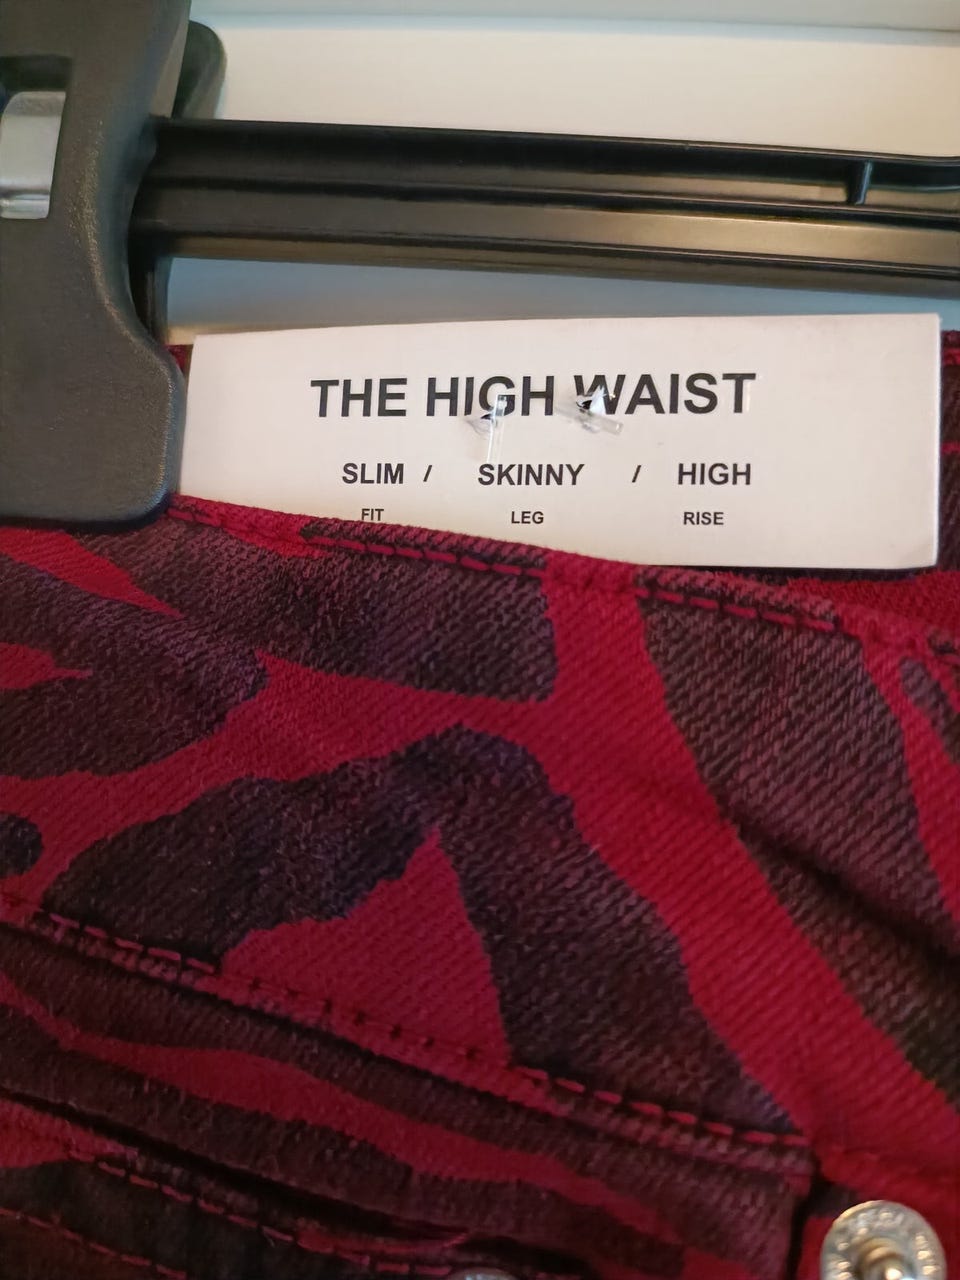 THE HIGH WAIST
SLIM / SKINNY / HIGH
FIT LEG RISE